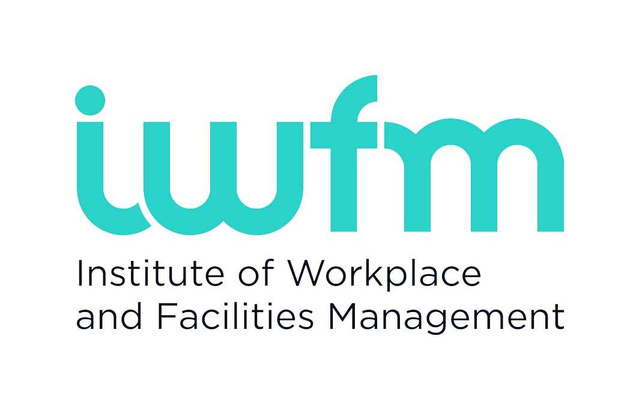 iwfm
Institute of Workplace
and Facilities Management